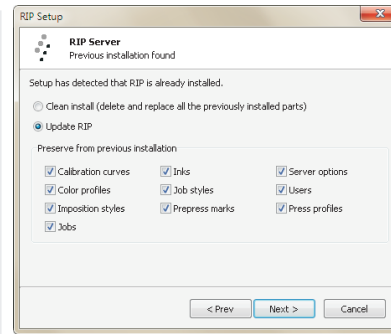 RIP Setup
RIP Server
Previous installation found
Setup has detected that RIP is already installed.
Clean install (delete and replace all the previously installed parts)
Update RIP
Preserve from previous installation
Calibration curves
Inks
Server options
Color profiles
Job styles
Users
Imposition styles
Prepress marks
Press profiles
Jobs
< Prev
Next >
Cancel